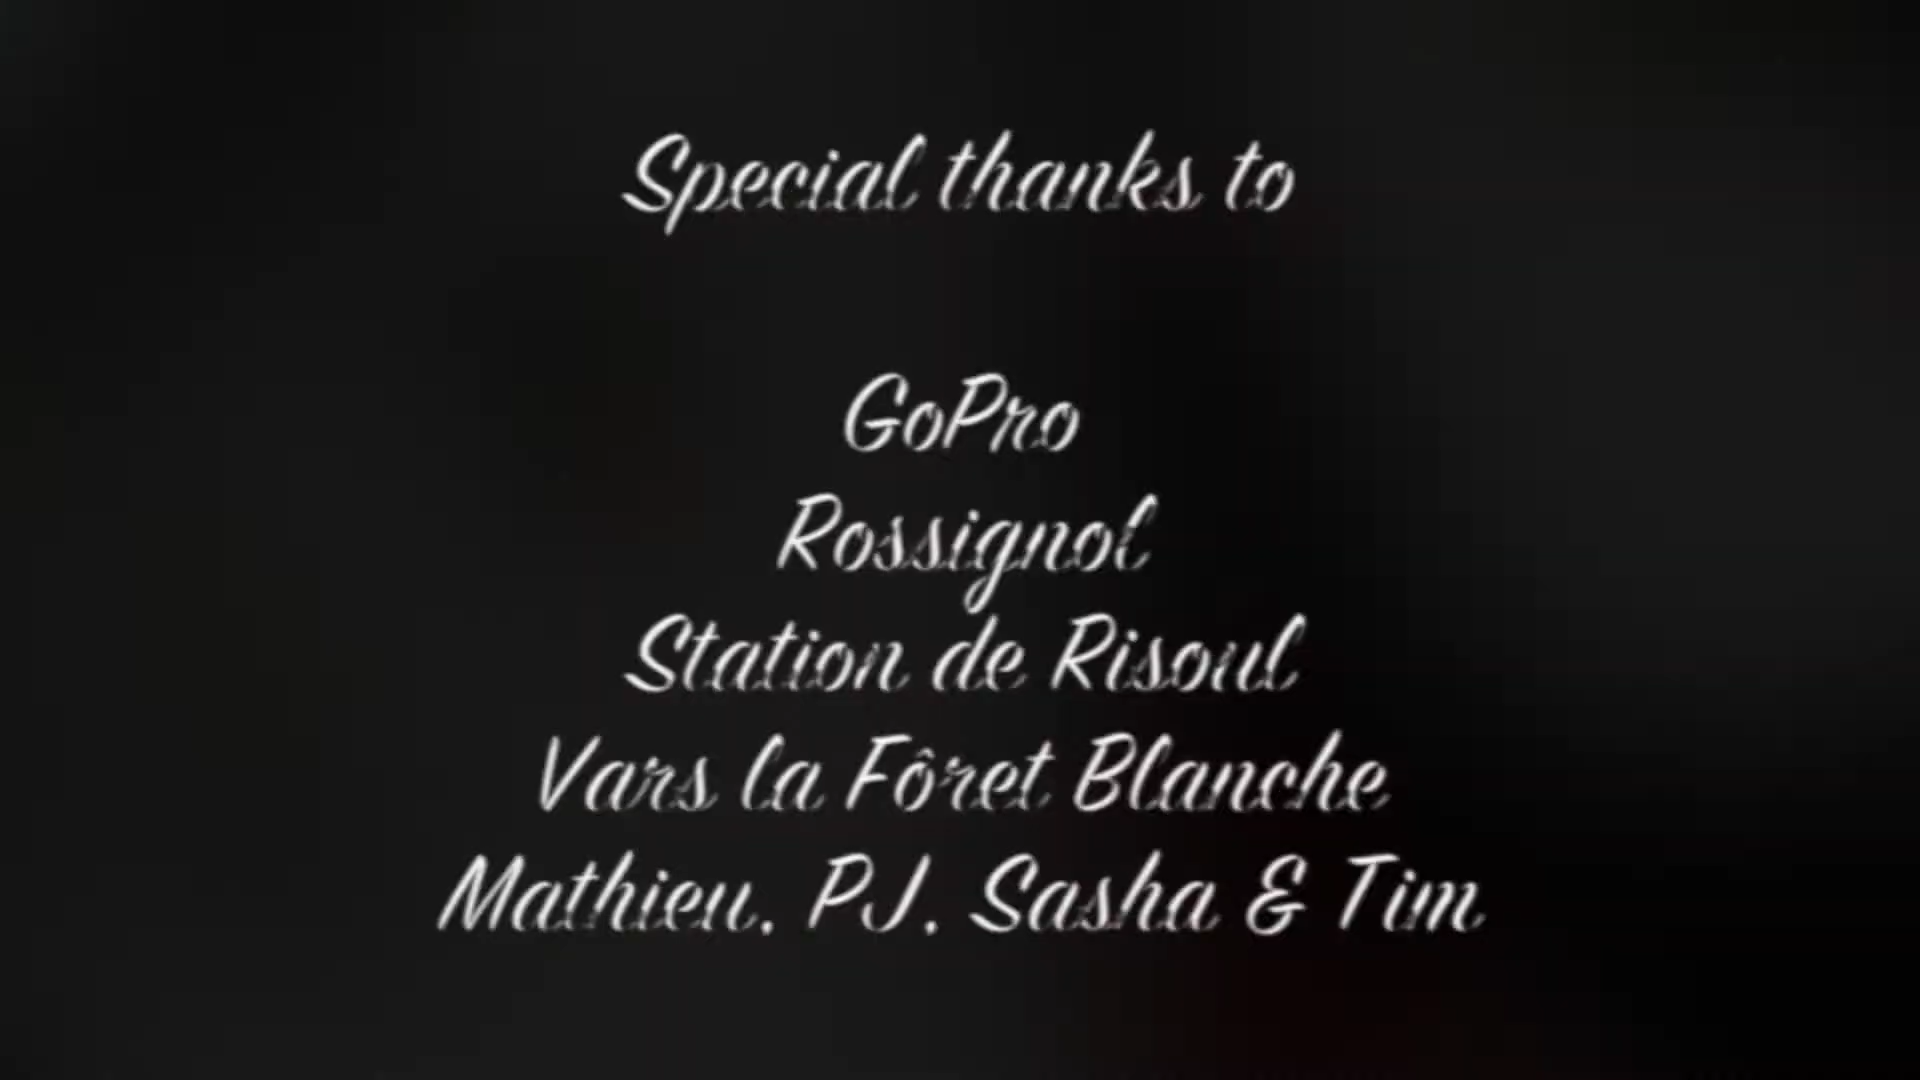 Special thanks to
GoPro
Rossignol
Station de Risoul
Vars la Fôret Blanche
Mathieu, PJ, Sasha & Tim